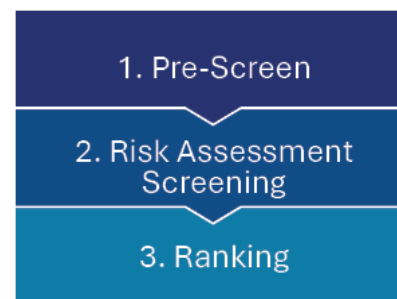 1. Pre-Screen
2. Risk Assessment
Screening
3. Ranking